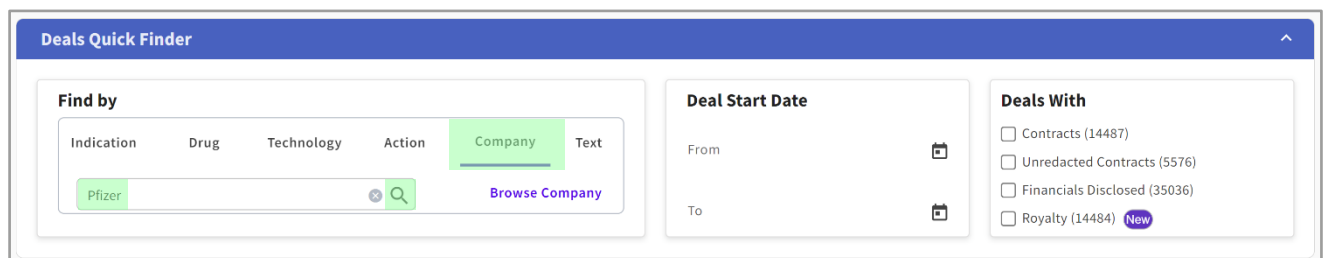 Deals Quick Finder
Find by
Indication Drug Technology Action Company Text
Pfizer
Browse Company
Deal Start Date
From
To
Deals With
Contracts (14487)
Unredacted Contracts (5576)
Financials Disclosed (35036)
Royalty (14484) New